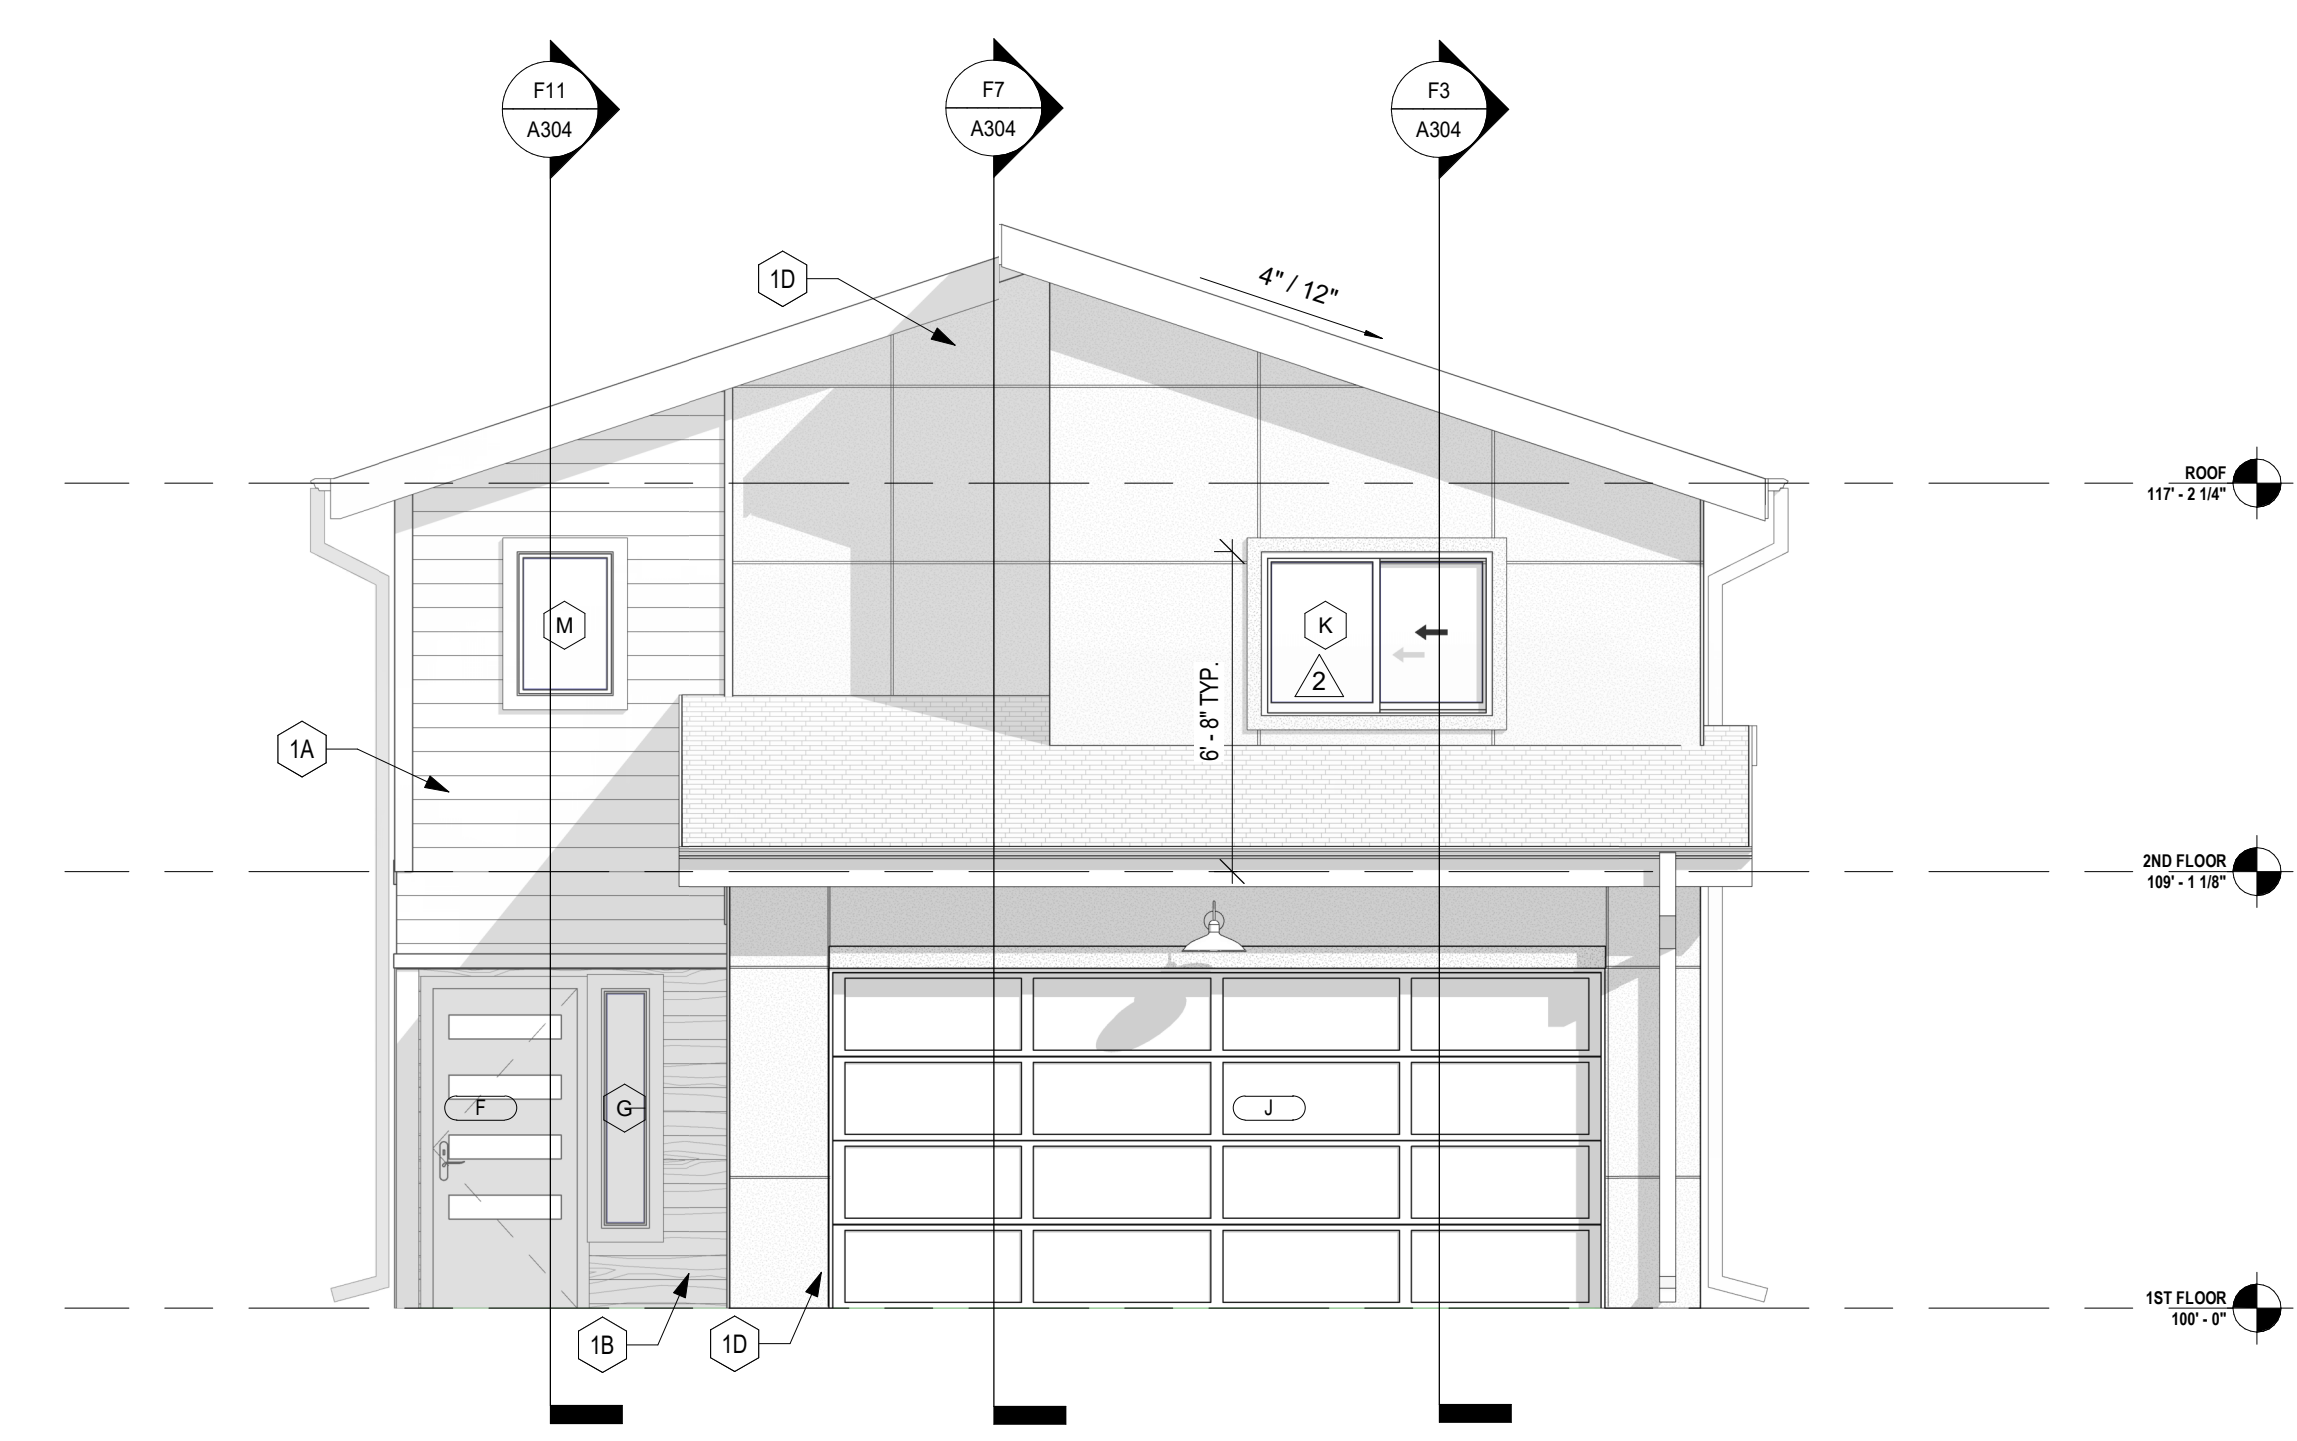 F11
A304
F7
A304
F3
A304
1D
4" / 12"
ROOF
117' - 2 1/4"
M
K
2
6' - 8" TYP.
1A
2ND FLOOR
109' - 1 1/8"
F
G
J
1ST FLOOR
100' - 0"
1B
1D